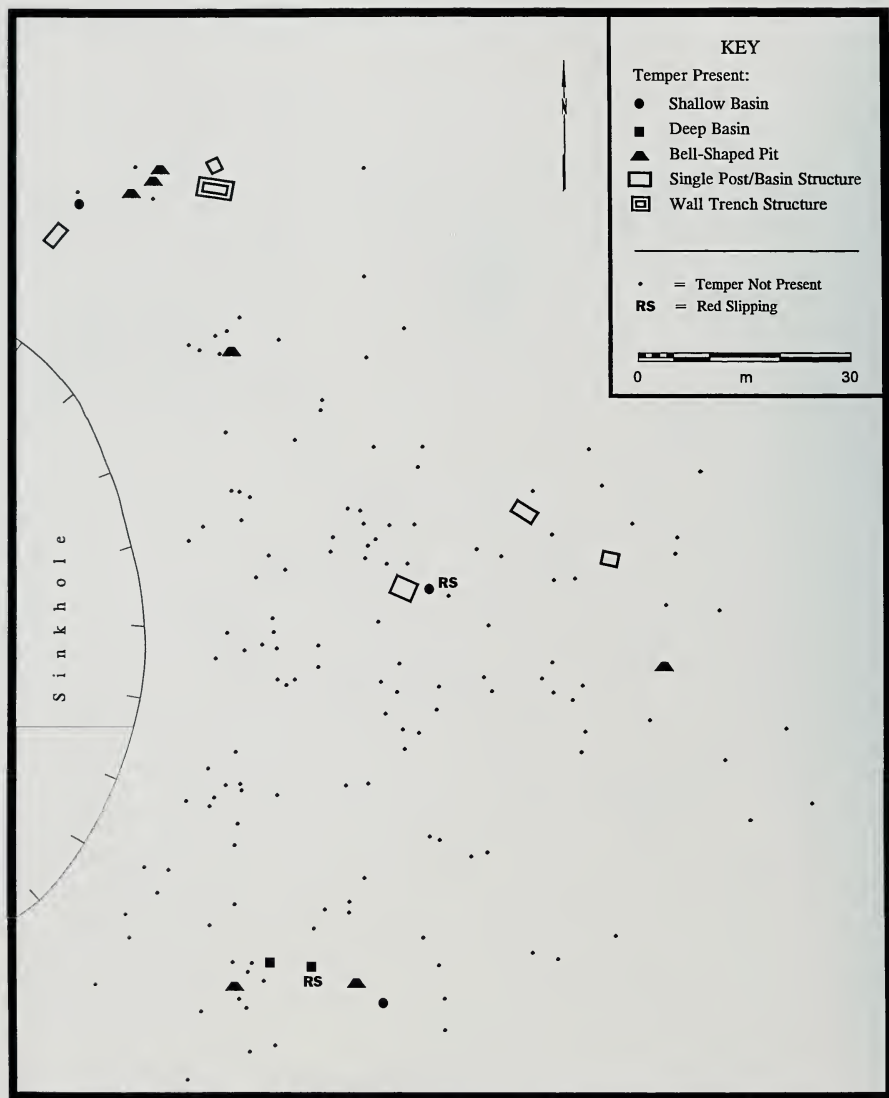 KEY
Temper Present:
Shallow Basin
Deep Basin
Bell-Shaped Pit
Single Post/Basin Structure
Wall Trench Structure
= Temper Not Present
RS = Red Slipping
0 m 30
N
Sinkhole
RS
RS